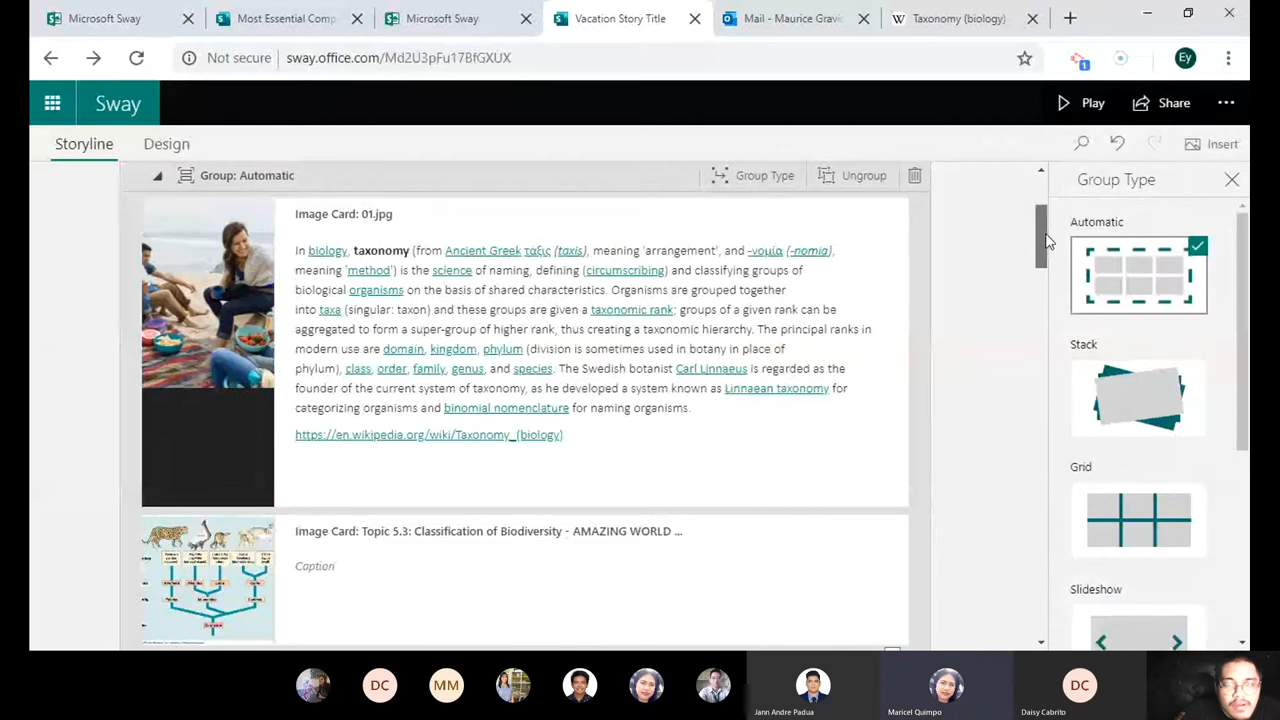 Microsoft Sway
Most Essential Comp
Microsoft Sway
Vacation Story Title
Mail - Maurice Gravi
Taxonomy (biology)
Not secure
sway.office.com/Md2U3pFu17BfGXUX
Ey
1
Sway
Play
Share
Storyline
Design
Insert
Group: Automatic
Group Type
Ungroup
Group Type
Image Card: 01.jpg
In biology, taxonomy (from Ancient Greek τάξις (taxis), meaning 'arrangement', and -νομία (-nomia),
meaning 'method') is the science of naming, defining (circumscribing) and classifying groups of
biological organisms on the basis of shared characteristics. Organisms are grouped together
into taxa (singular: taxon) and these groups are given a taxonomic rank; groups of a given rank can be
aggregated to form a super-group of higher rank, thus creating a taxonomic hierarchy. The principal ranks in
modern use are domain, kingdom, phylum (division is sometimes used in botany in place of
phylum), class, order, family, genus, and species. The Swedish botanist Carl Linnaeus is regarded as the
founder of the current system of taxonomy, as he developed a system known as Linnaean taxonomy for
categorizing organisms and binomial nomenclature for naming organisms.
https://en.wikipedia.org/wiki/Taxonomy_(biology)
Image Card: Topic 5.3: Classification of Biodiversity - AMAZING WORLD ...
Caption
Automatic
Stack
Grid
Slideshow
DC
MM
Jann Andre Padua
Maricel Quimpo
DC
Daisy Cabrito